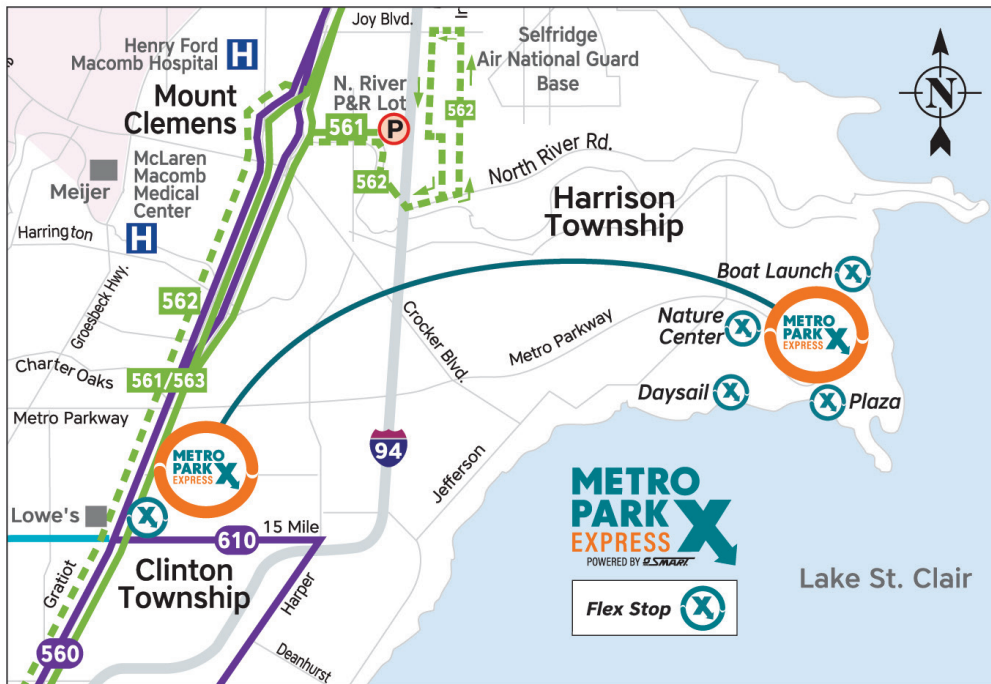 Joy Blvd.
In
Henry Ford
Macomb Hospital
H
Selfridge
Air National Guard
Base
N
Mount
Clemens
N. River
P&R Lot
561
P
562
562
North River Rd.
McLaren
Macomb
Medical
Center
H
Meijer
Harrington
Harrison
Township
Groesbeck Hwy.
562
Boat Launch
X
Nature
Center
X
METRO
PARK X
EXPRESS
Crocker Blvd.
Metro Parkway
Charter Oaks
561/563
Daysail
X
X
Plaza
Metro Parkway
METRO
PARK X
EXPRESS
94
Jefferson
Lowe's
X
15 Mile
610
METRO
PARK X
EXPRESS
POWERED BY SMART
Gratiot
Clinton
Township
Harper
Lake St. Clair
Flex Stop
X
560
Deanhurst